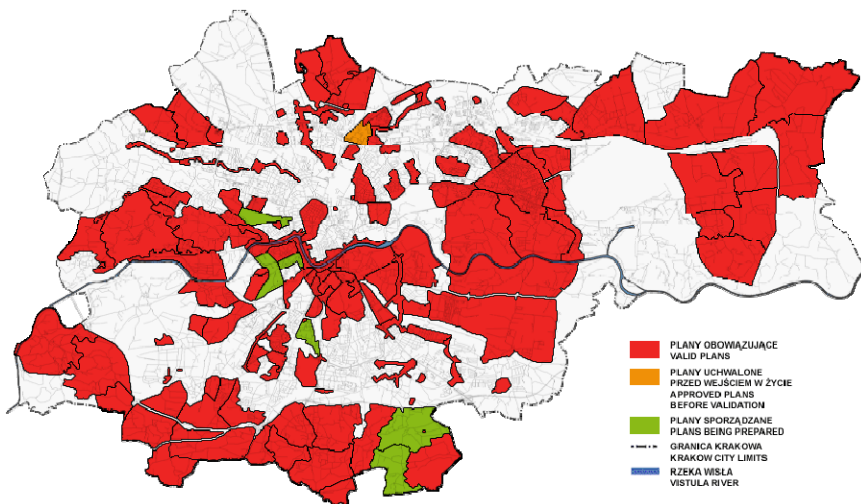 PLANY OBOWIĄZUJĄCE
VALID PLANS
PLANY UCHWALONE
PRZED WEJŚCIEM W ŻYCIE
APPROVED PLANS
BEFORE VALIDATION
PLANY SPORZĄDZANE
PLANS BEING PREPARED
GRANICA KRAKOWA
KRAKOW CITY LIMITS
RZEKA WISŁA
VISTULA RIVER